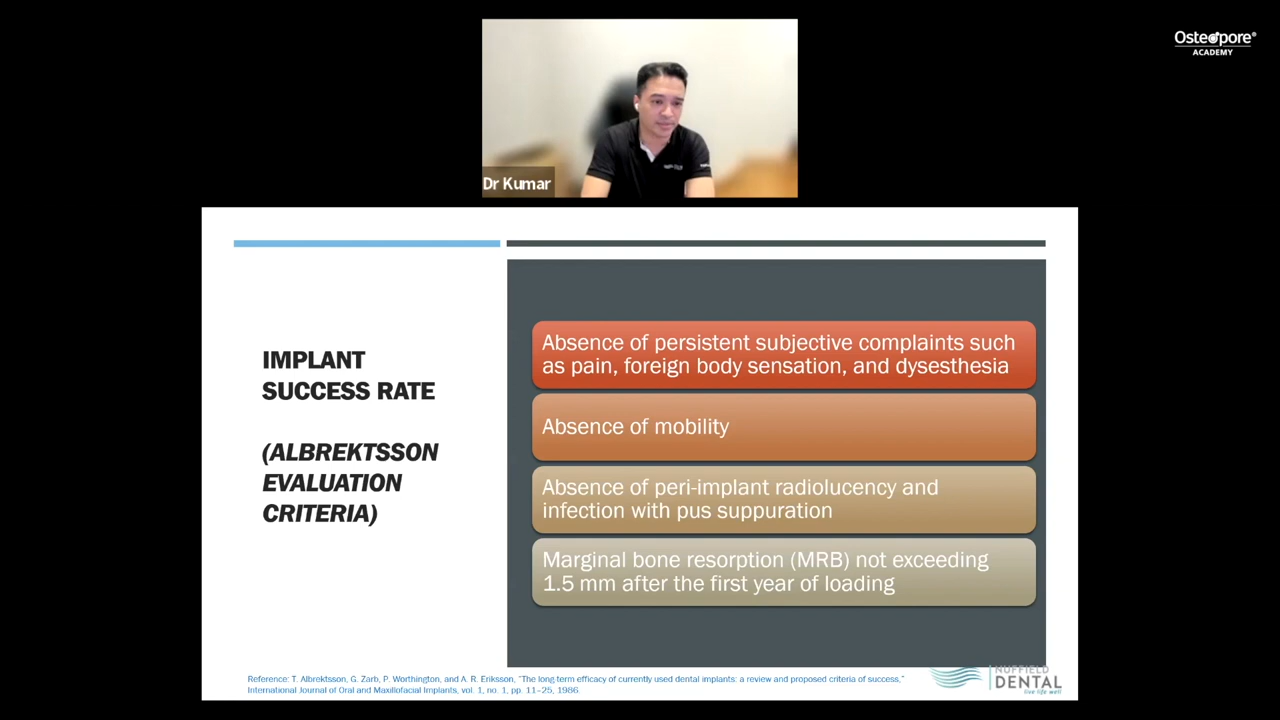 Osteopore®
ACADEMY
Dr Kumar
IMPLANT
SUCCESS RATE
(ALBREKTSSON
EVALUATION
CRITERIA)
Absence of persistent subjective complaints such
as pain, foreign body sensation, and dysesthesia
Absence of mobility
Absence of peri-implant radiolucency and
infection with pus suppuration
Marginal bone resorption (MRB) not exceeding
1.5 mm after the first year of loading
Reference: T. Albrektsson, G. Zarb, P. Worthington, and A. R. Eriksson, “The long term efficacy of currently used dental implants: a review and proposed criteria of success,”
International Journal of Oral and Maxillofacial Implants, vol. 1, no. 1, pp. 11–25, 1986.
NUFFIELD
DENTAL
live life well